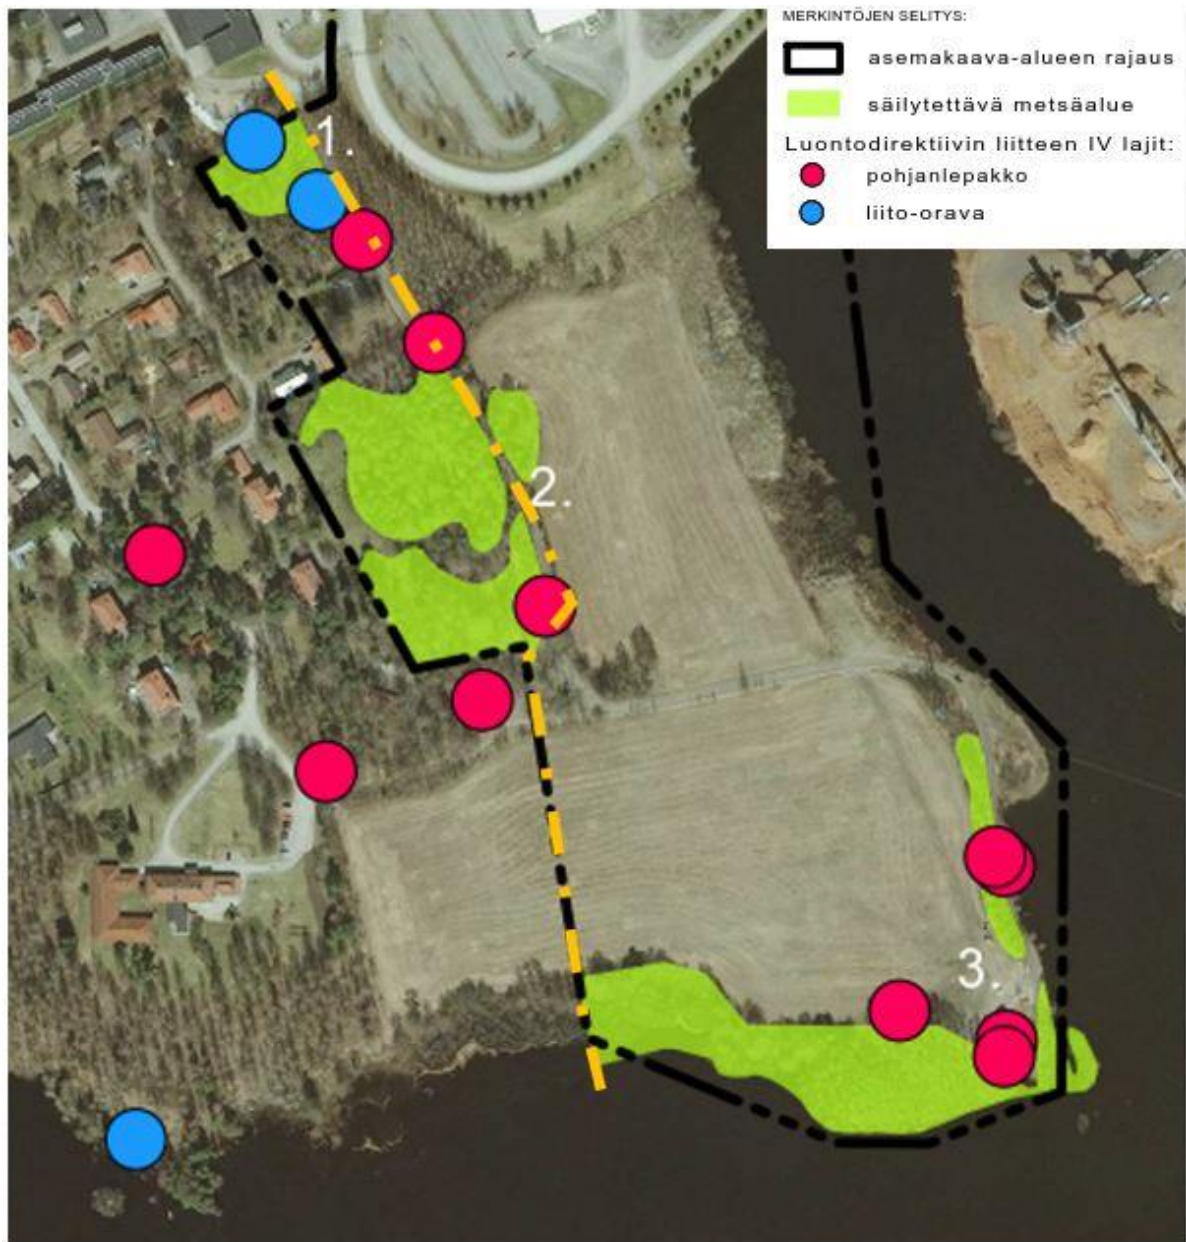 MERKINTÖJEN SELITYS:
asemakaava-alueen rajaus
säilytettävä metsäalue
Luontodirektiivin liitteen IV lajit:
pohjanlepakko
liito-orava
1.
2.
3.